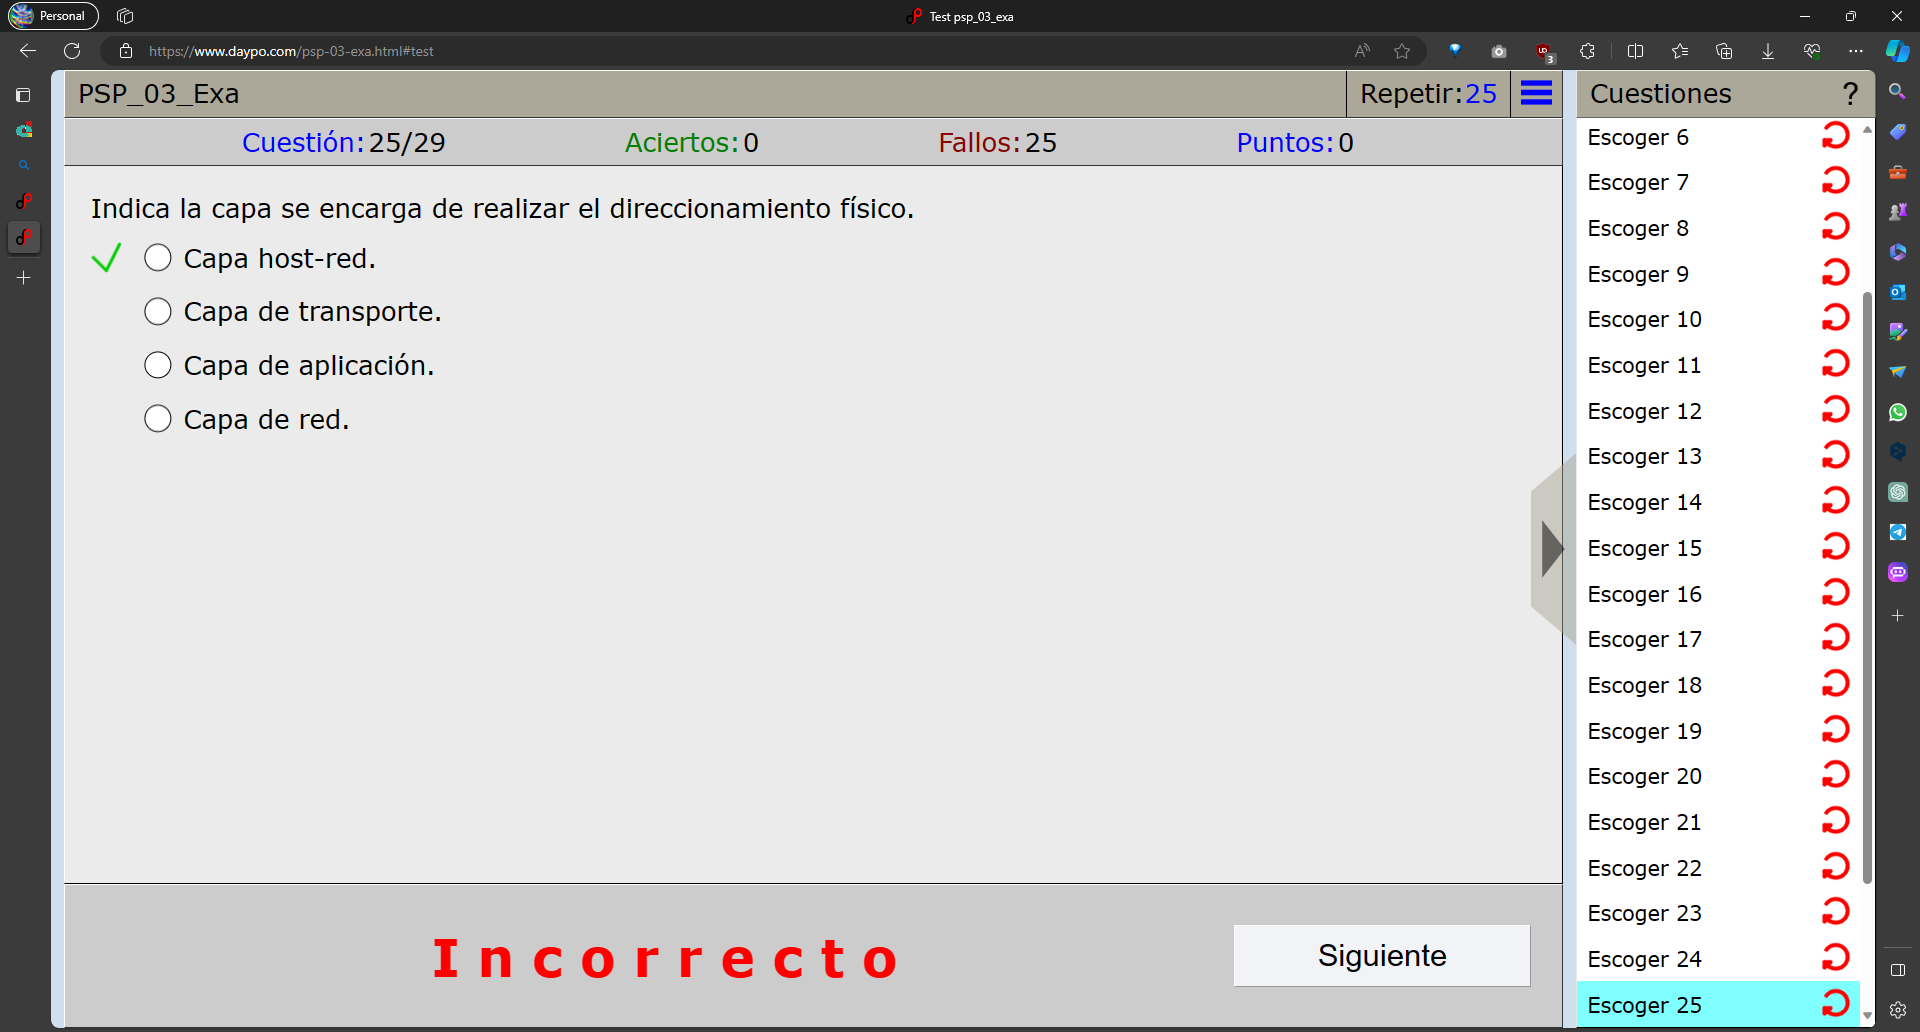 Personal
Test psp_03_exa
https://www.daypo.com/psp-03-exa.html#test
3
PSP_03_Exa
Repetir:25
Cuestiones
?
Cuestión:25/29
Aciertos:0
Fallos:25
Puntos:0
Indica la capa se encarga de realizar el direccionamiento físico.
Capa host-red.
Capa de transporte.
Capa de aplicación.
Capa de red.
Incorrecto
Siguiente
Escoger 6
Escoger 7
Escoger 8
Escoger 9
Escoger 10
Escoger 11
Escoger 12
Escoger 13
Escoger 14
Escoger 15
Escoger 16
Escoger 17
Escoger 18
Escoger 19
Escoger 20
Escoger 21
Escoger 22
Escoger 23
Escoger 24
Escoger 25